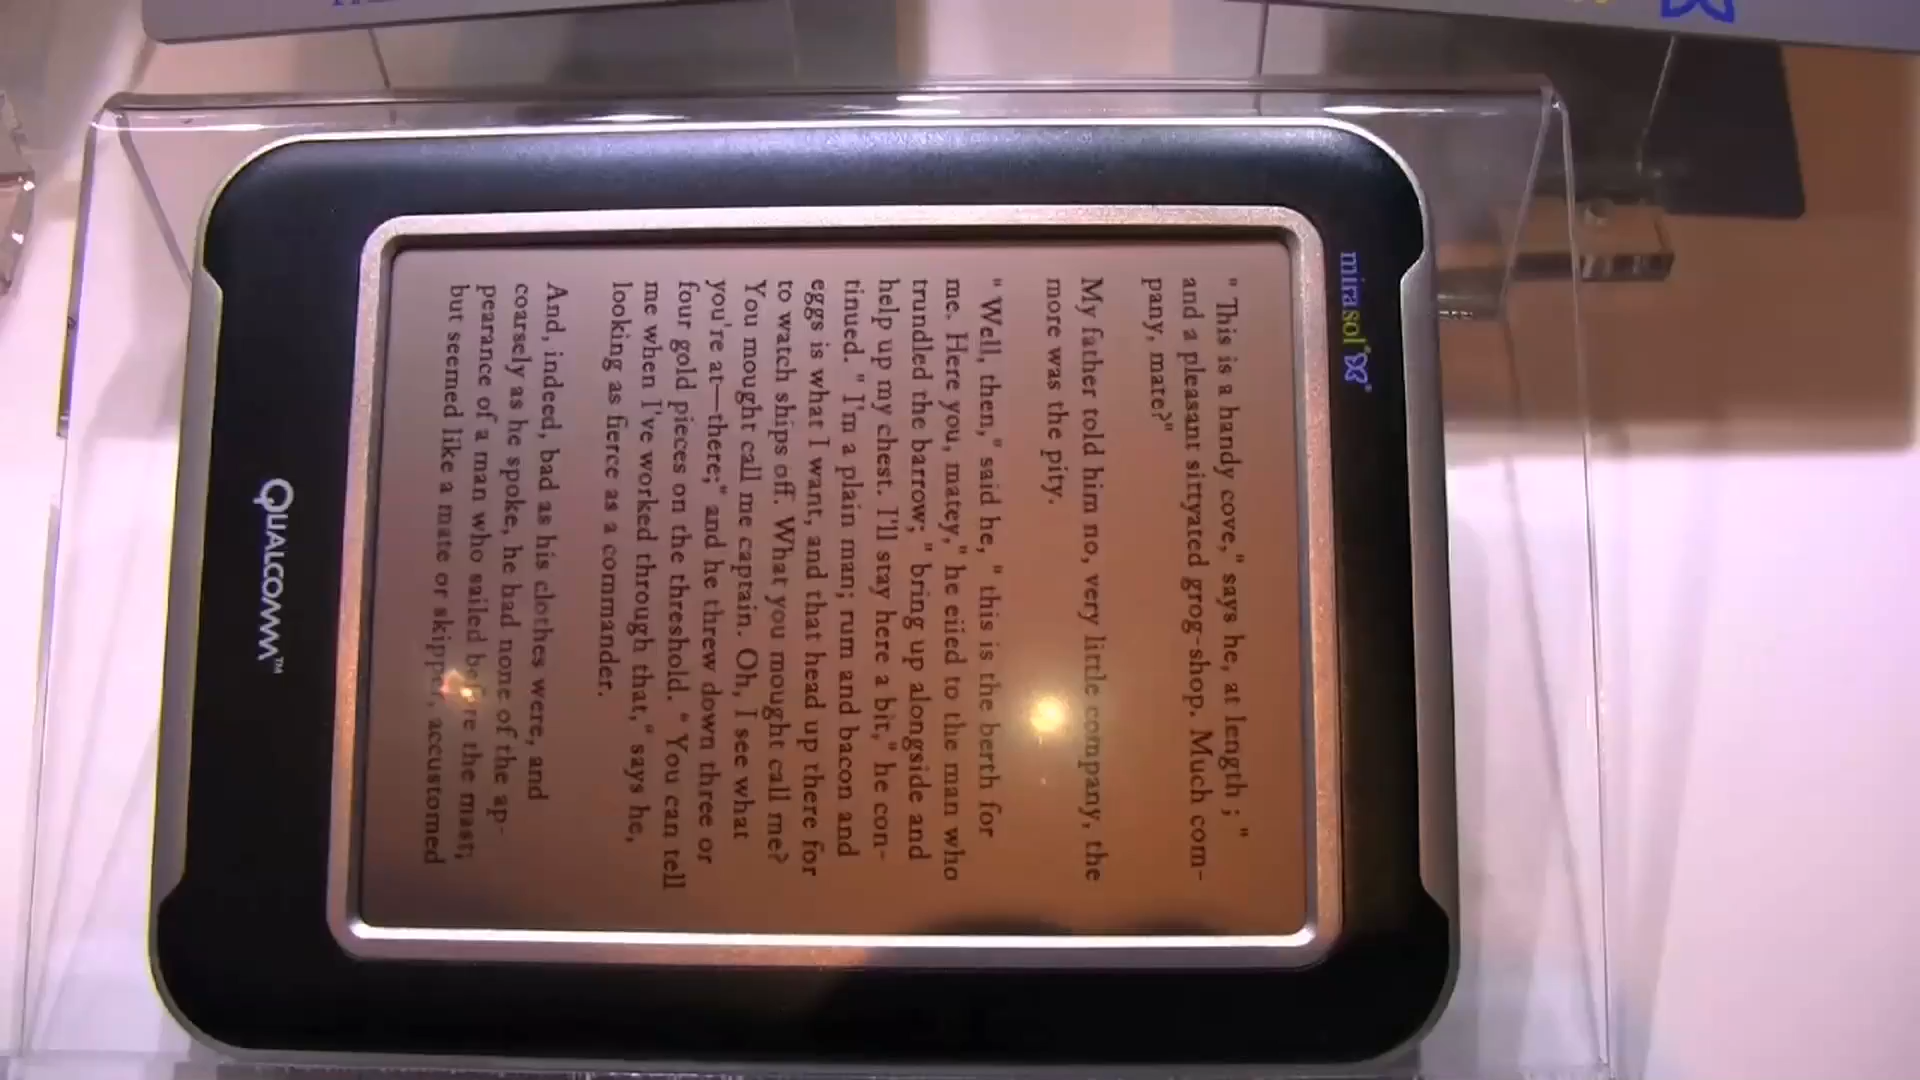 mirasol
" This is a handy cove," says he, at length ; "
and a pleasant sittyated grog-shop. Much com-
pany, mate?"
My father told him no, very little company, the
more was the pity.
" Well, then," said he, " this is the berth for
me. Here you, matey," he eiied to the man who
trundled the barrow; " bring up alongside and
help up my chest. I'll stay here a bit," he con-
tinued. " I'm a plain man; rum and bacon and
eggs is what I want, and that head up there for
to watch ships off. What you mought call me?
You mought call me captain. Oh, I see what
you're at—there;" and he threw down three or
four gold pieces on the threshold. " You can tell
me when I've worked through that," says he,
looking as fierce as a commander.
And, indeed, bad as his clothes were, and
coarsely as he spoke, he had none of the ap-
pearance of a man who sailed before the mast;
but seemed like a mate or skipper, accustomed
QUALCOMM™